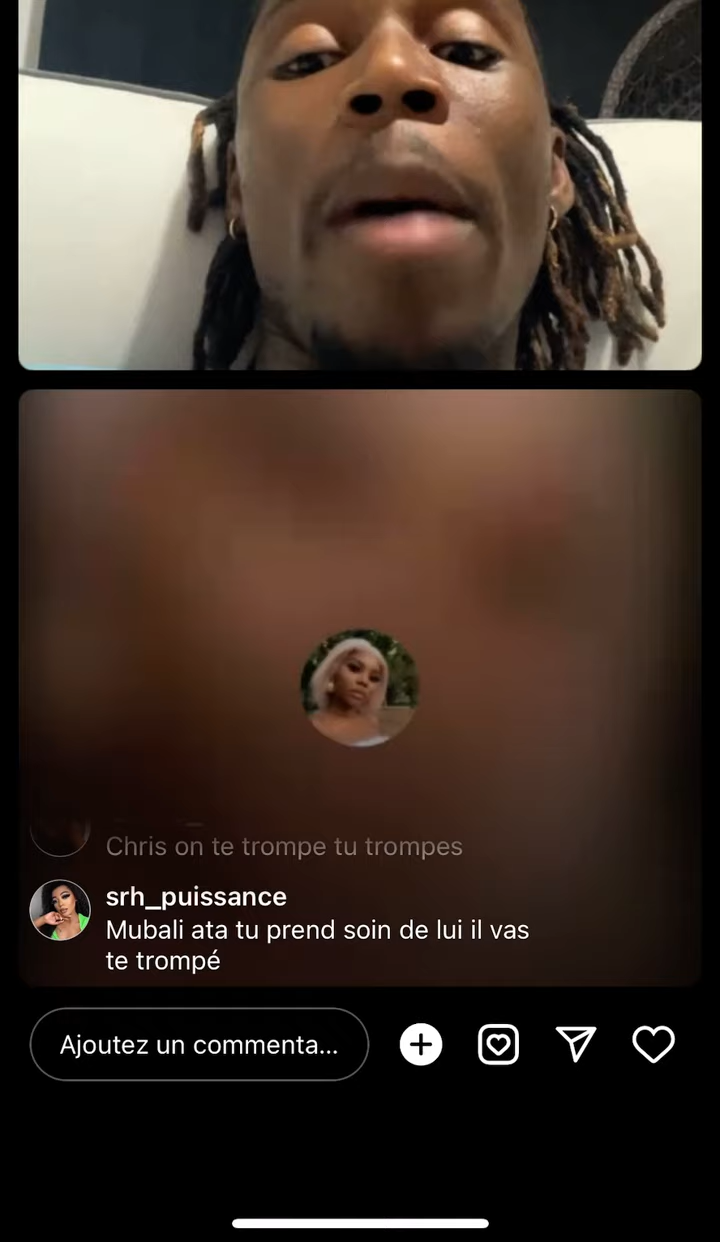 Chris on te trompe tu trompes
srh_puissance
Mubali ata tu prend soin de lui il vas
te trompé
Ajoutez un commenta...